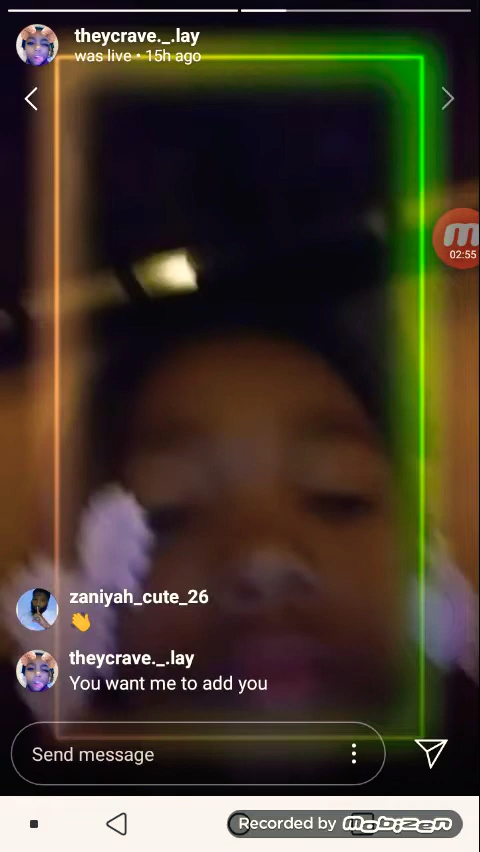 theycrave._.lay
was live • 15h ago
02:55
zaniyah_cute_26
👋
theycrave._.lay
You want me to add you
Send message
Recorded by mobizen